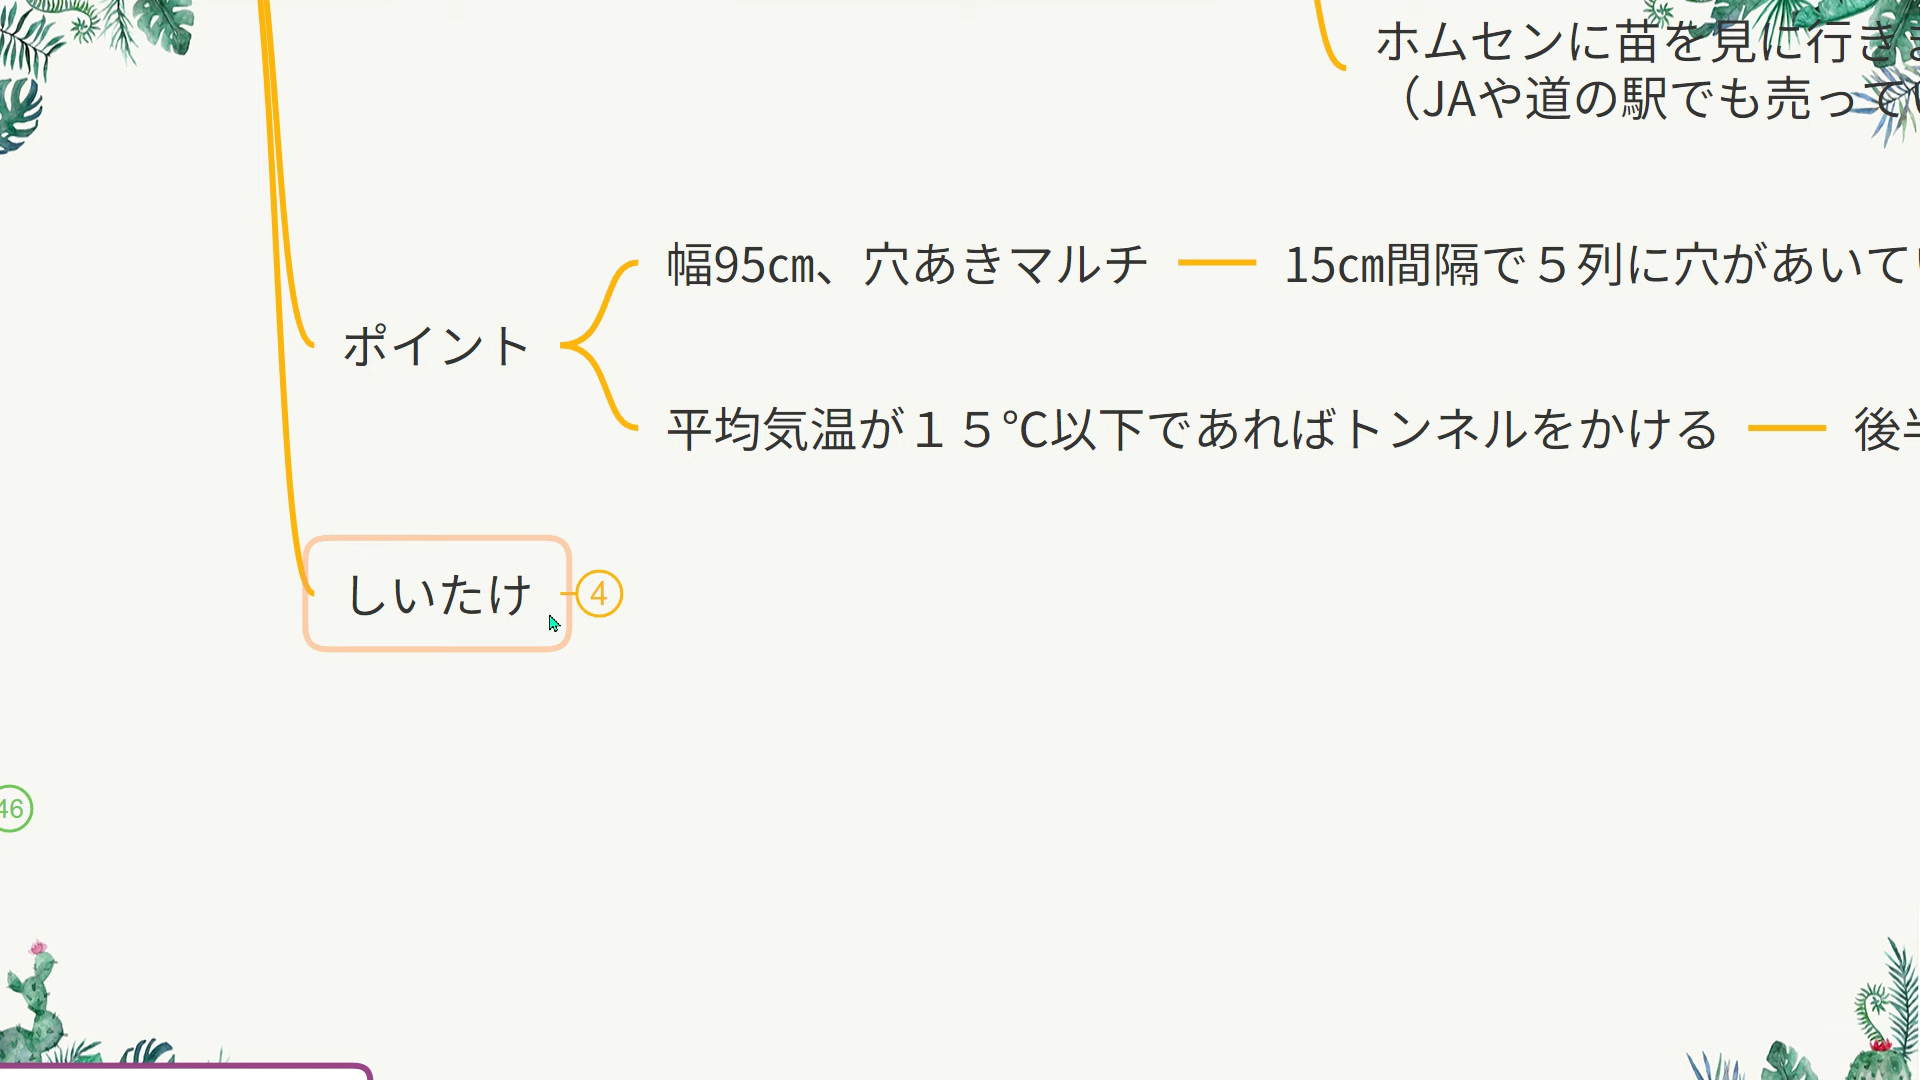 ホムセンに苗を見に行き
（JAや道の駅でも売って
幅95㎝、穴あきマルチ
15㎝間隔で５列に穴があいて
ポイント
平均気温が１５℃以下であればトンネルをかける
後半
しいたけ
4
46